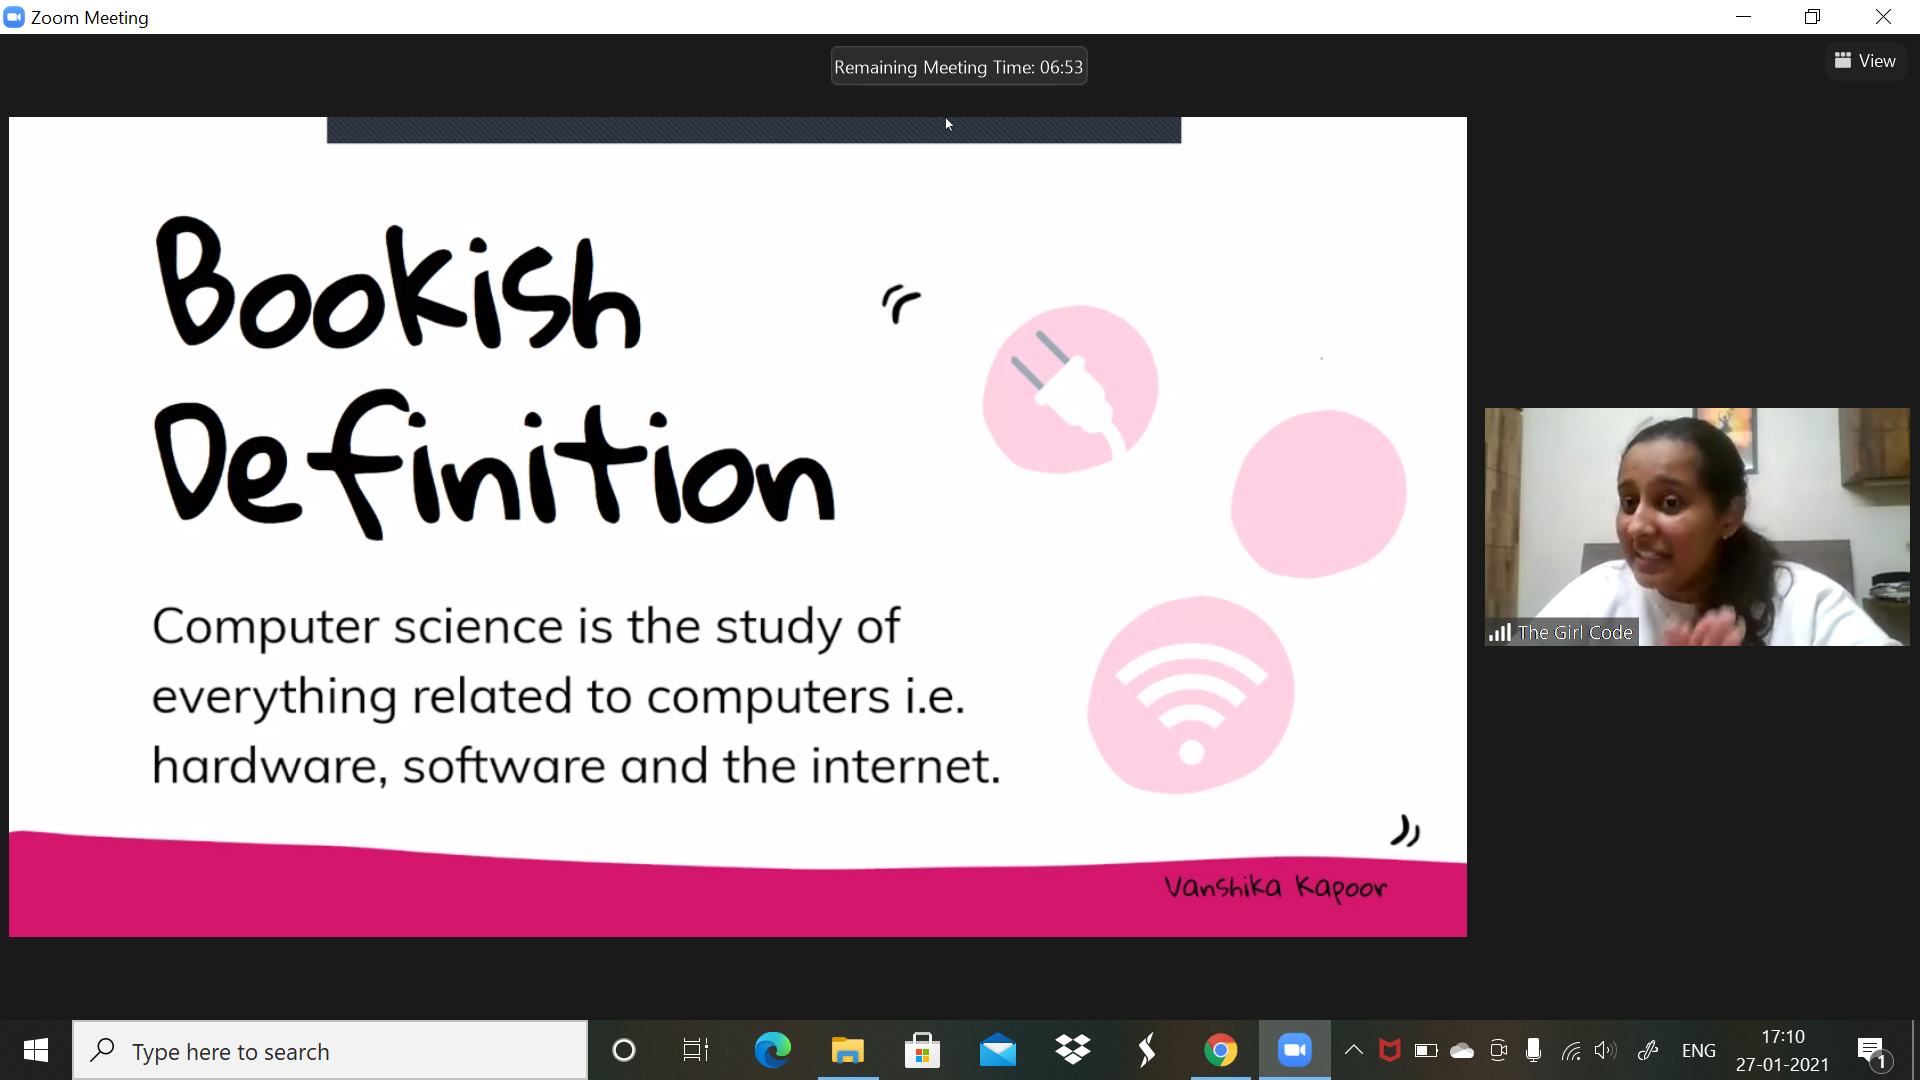 Zoom Meeting
Remaining Meeting Time: 06:53
View
Bookish
Definition
Computer science is the study of
everything related to computers i.e.
hardware, software and the internet.
Vanshika Kapoor
The Girl Code
Type here to search
ENG
17:10
27-01-2021
1